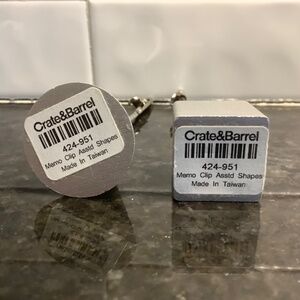 Crate&Barrel
424-951
Memo Clip Asstd Shapes
Made In Taiwan
Crate&Barrel
424-951
Memo Clip Asstd Shapes
Made In Taiwan